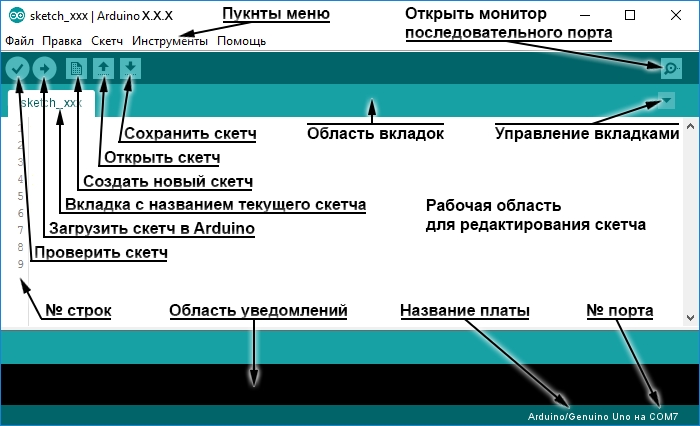 sketch_xxx | Arduino X.X.X
Пукнты меню
Открыть монитор
последовательного порта
Файл Правка Скетч Инструменты Помощь
sketch_xxx
Сохранить скетч
Область вкладок
Управление вкладками
Открыть скетч
Создать новый скетч
Вкладка с названием текущего скетча
Загрузить скетч в Arduino
Проверить скетч
Рабочая область
для редактирования скетча
1
2
3
4
5
6
7
8
9
№ строк
Область уведомлений
Название платы
№ порта
Arduino/Genuino Uno на COM7